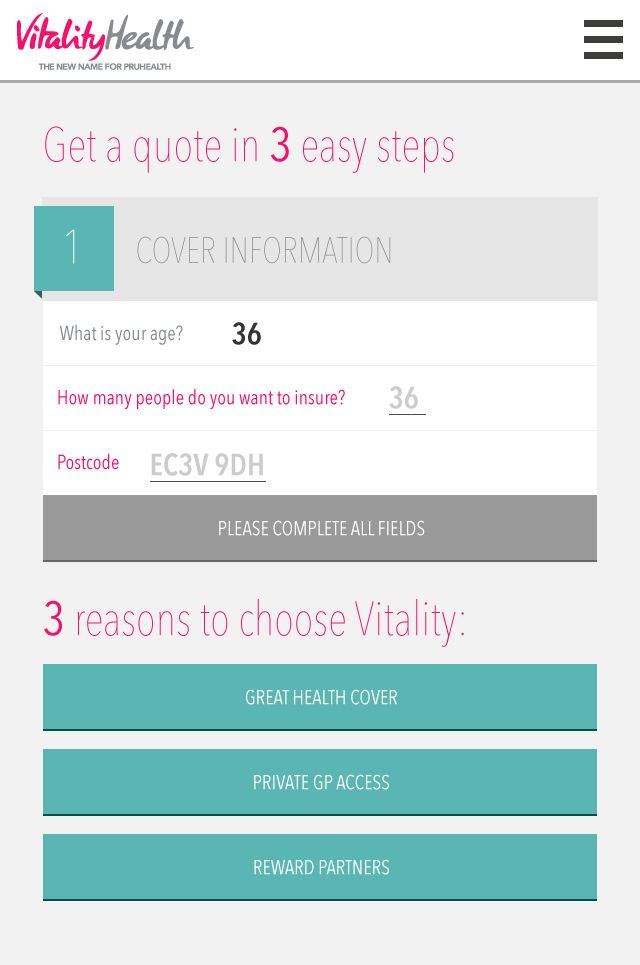 VitalityHealth
THE NEW NAME FOR PRUHEALTH
Get a quote in 3 easy steps
1 COVER INFORMATION
What is your age? 36
How many people do you want to insure? 36
Postcode EC3V 9DH
PLEASE COMPLETE ALL FIELDS
3 reasons to choose Vitality:
GREAT HEALTH COVER
PRIVATE GP ACCESS
REWARD PARTNERS